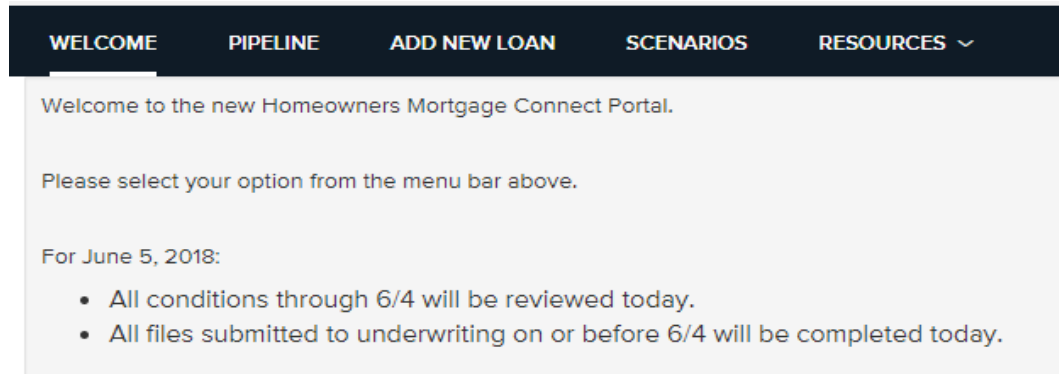 WELCOME PIPELINE ADD NEW LOAN SCENARIOS RESOURCES
Welcome to the new Homeowners Mortgage Connect Portal.
Please select your option from the menu bar above.
For June 5, 2018:
• All conditions through 6/4 will be reviewed today.
• All files submitted to underwriting on or before 6/4 will be completed today.